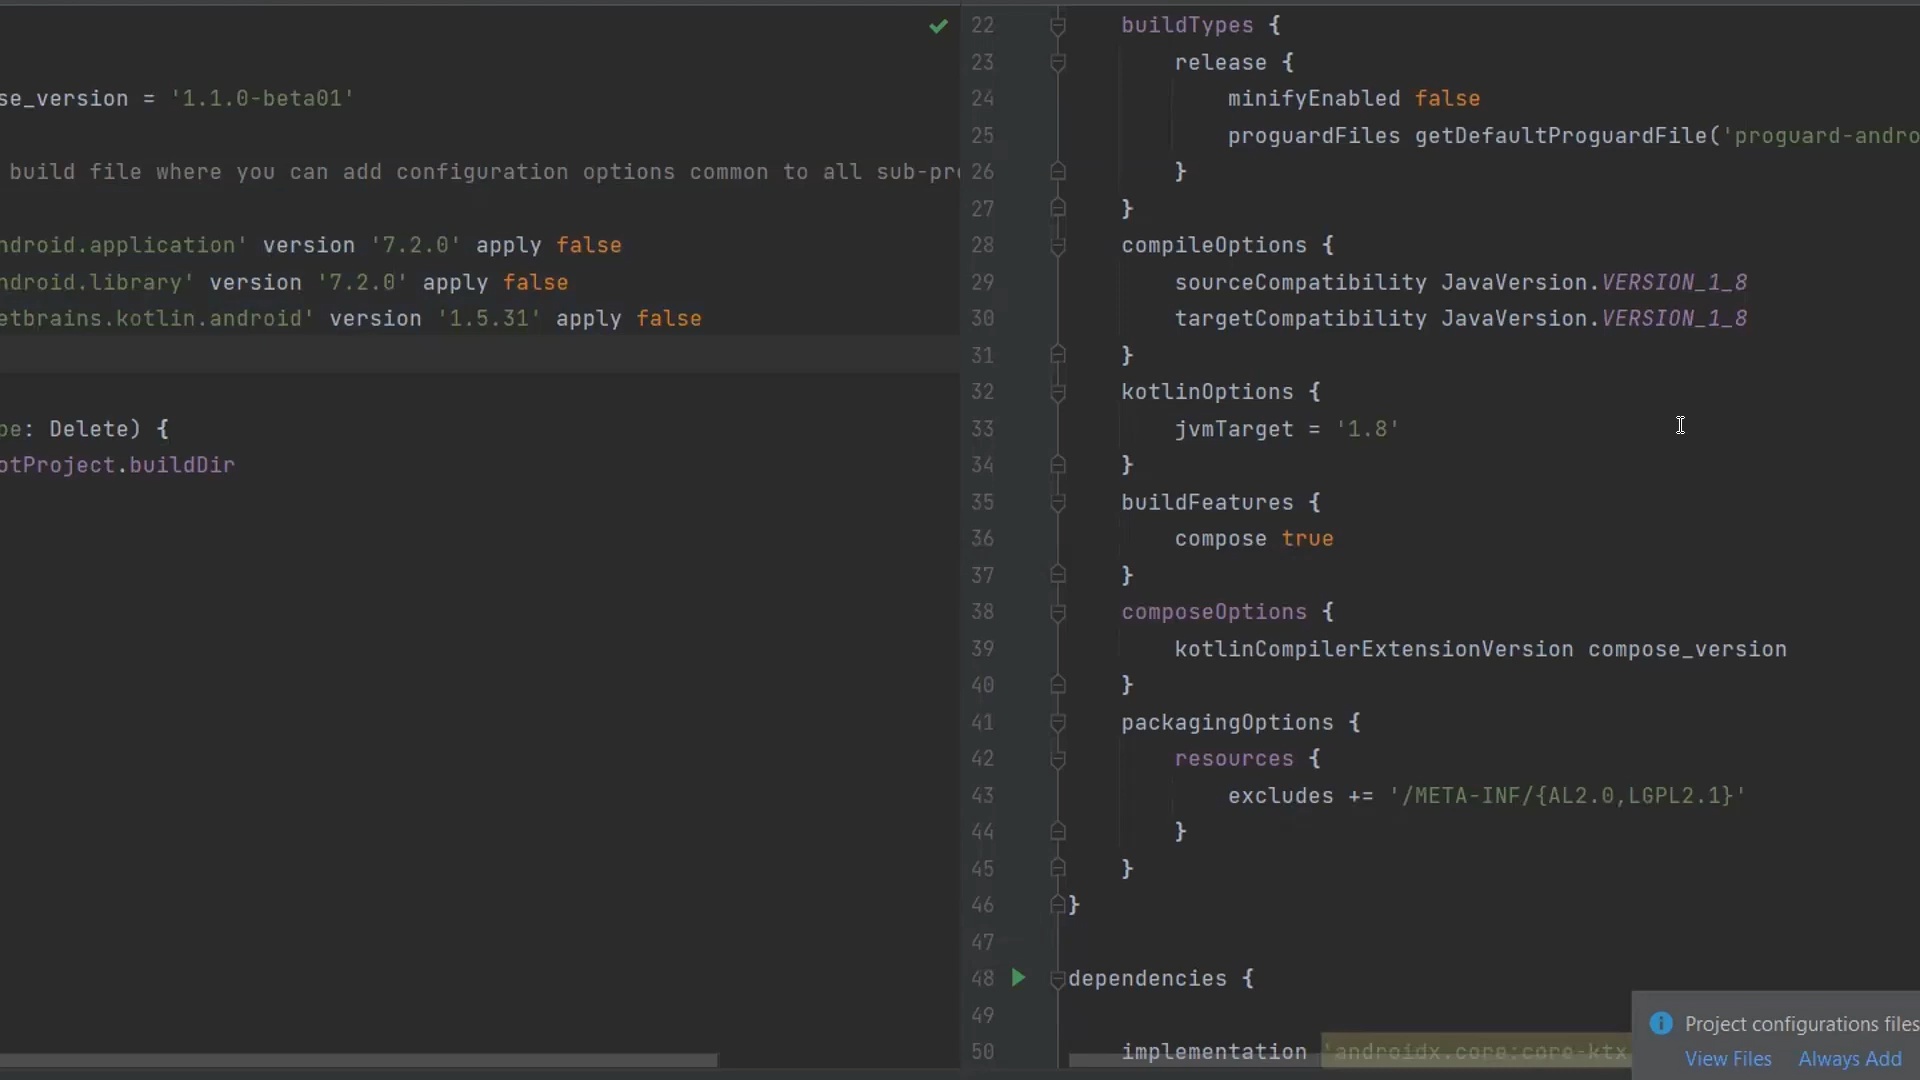 se_version = '1.1.0-beta01'
build file where you can add configuration options common to all sub-pr
ndroid.application' version '7.2.0' apply false
ndroid.library' version '7.2.0' apply false
etbrains.kotlin.android' version '1.5.31' apply false
pe: Delete) {
otProject.buildDir
22 buildTypes {
23 release {
24 minifyEnabled false
25 proguardFiles getDefaultProguardFile('proguard-andro
26 }
27 }
28 compileOptions {
29 sourceCompatibility JavaVersion.VERSION_1_8
30 targetCompatibility JavaVersion.VERSION_1_8
31 }
32 kotlinOptions {
33 jvmTarget = '1.8'
34 }
35 buildFeatures {
36 compose true
37 }
38 composeOptions {
39 kotlinCompilerExtensionVersion compose_version
40 }
41 packagingOptions {
42 resources {
43 excludes += '/META-INF/{AL2.0,LGPL2.1}'
44 }
45 }
46 }
47
48 dependencies {
49
50 implementation 'androidx.core:core-ktx
Project configurations files
View Files Always Add